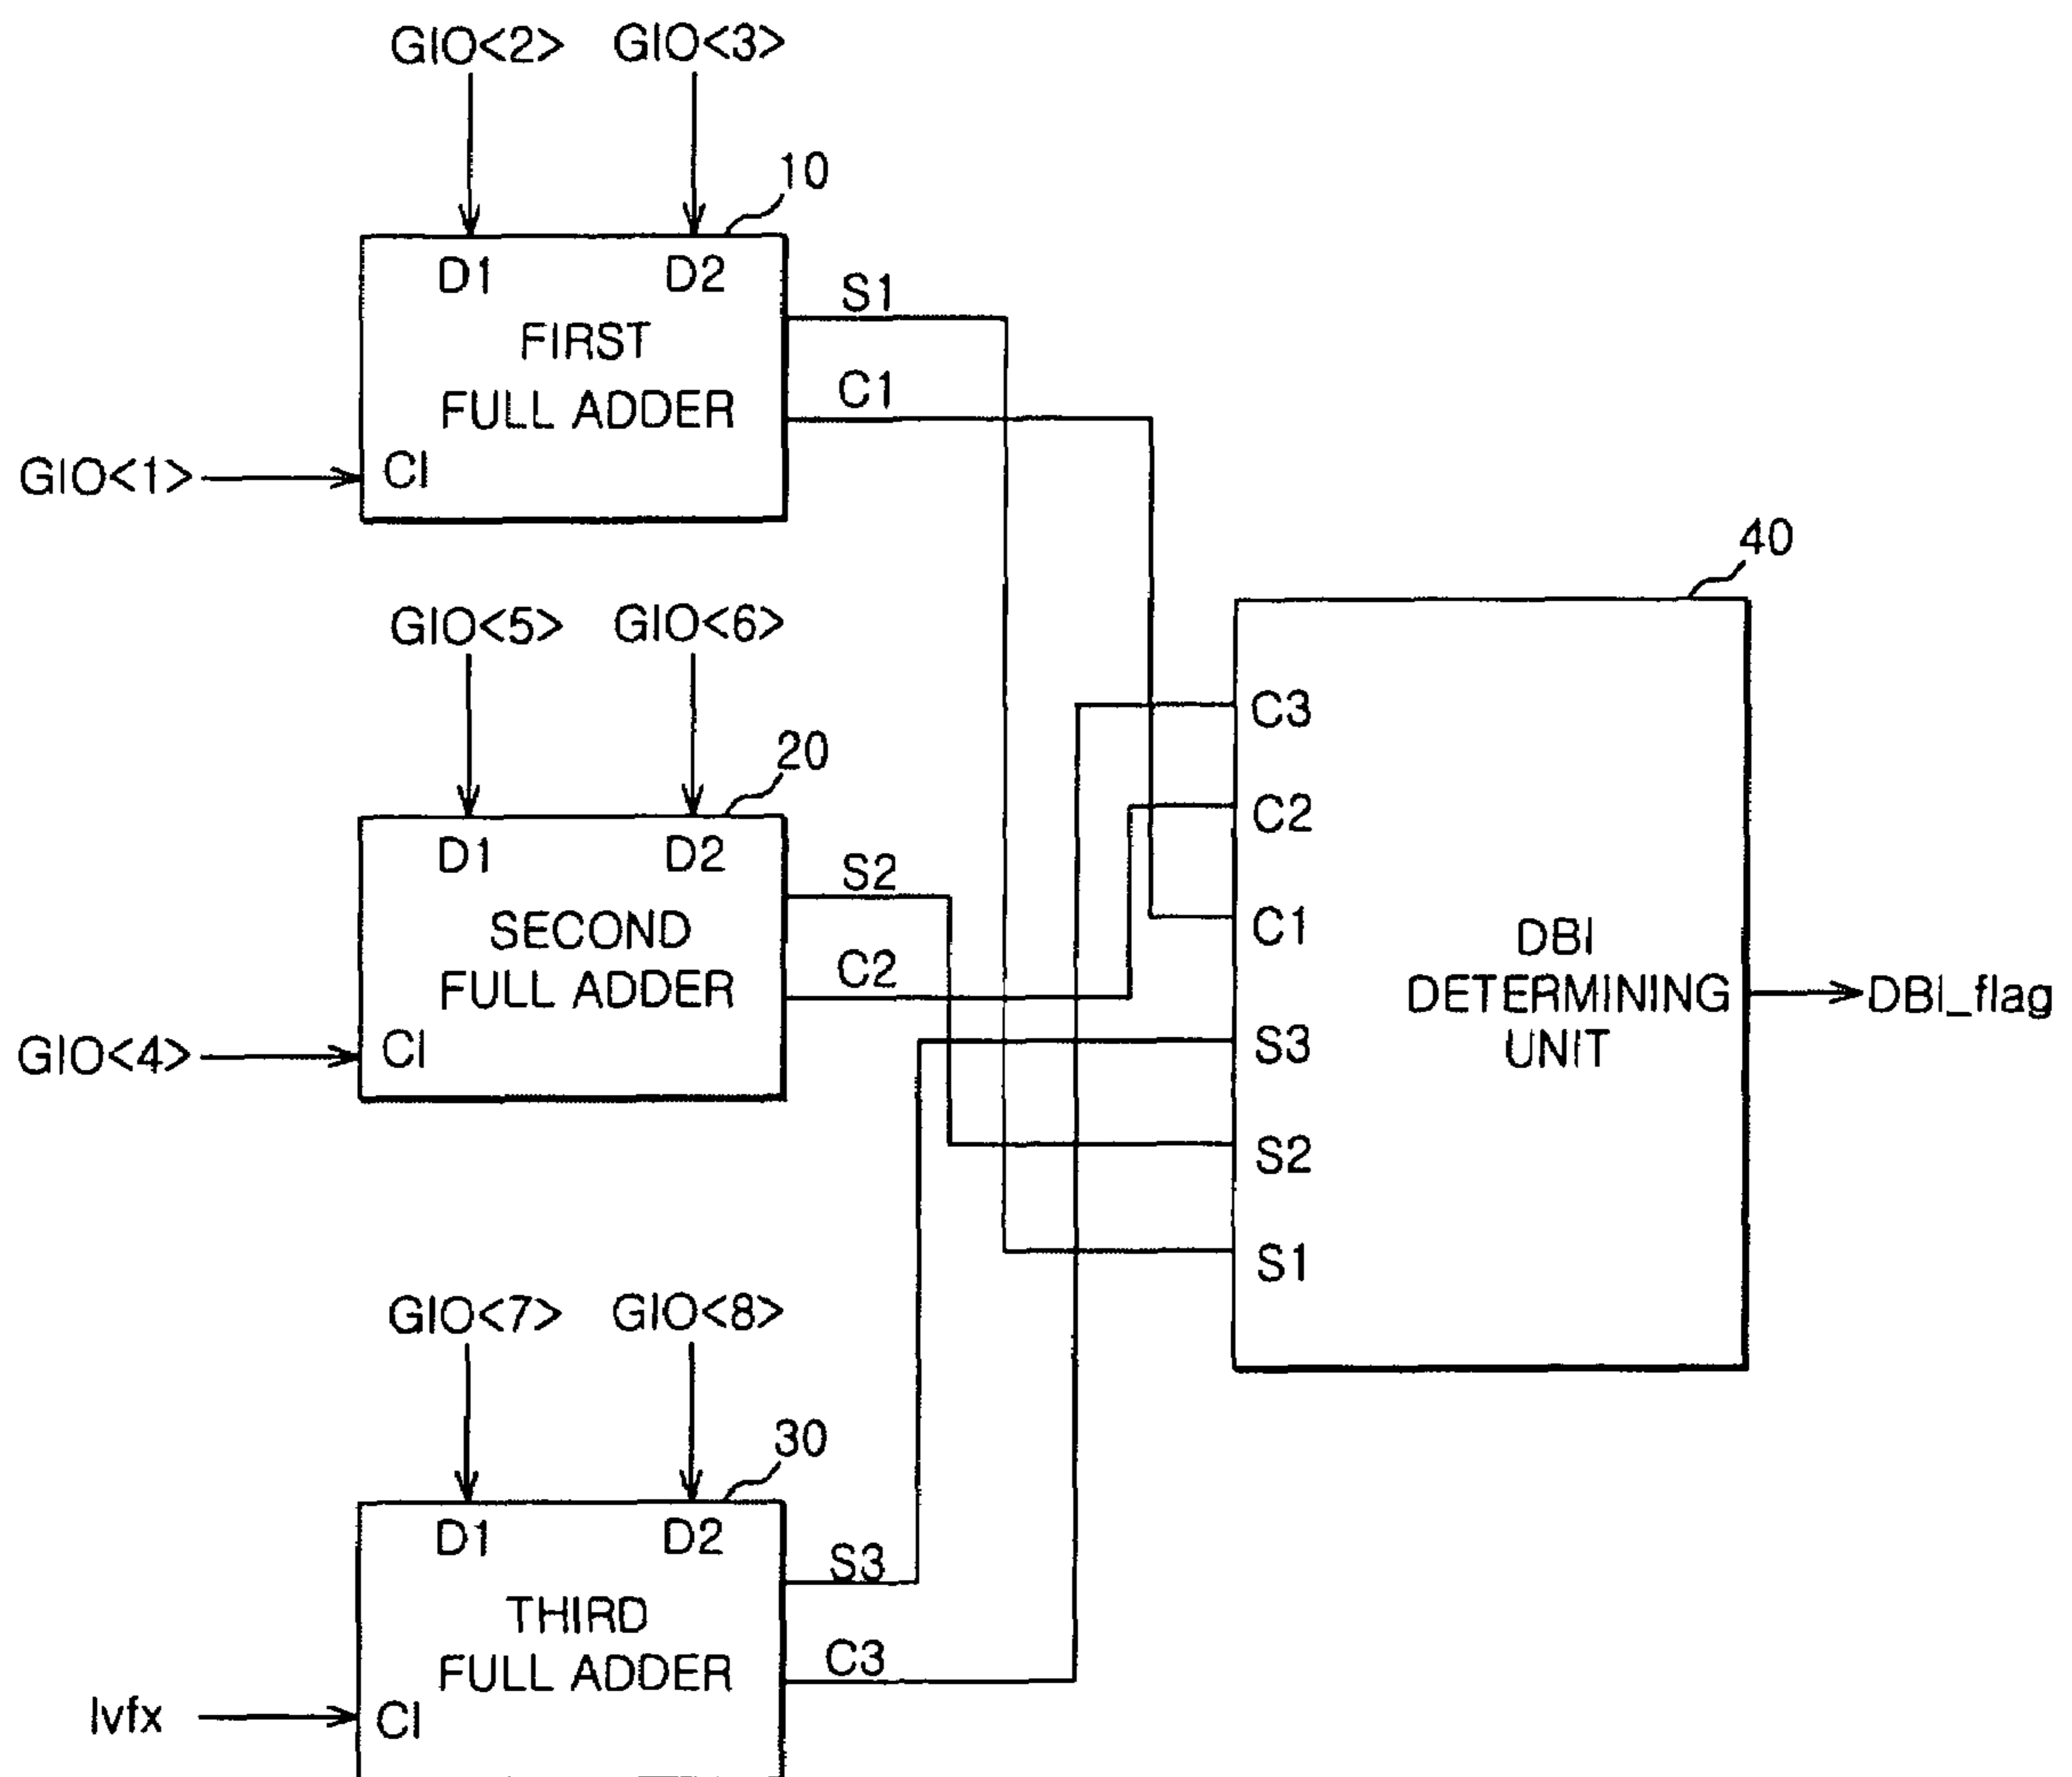 GIO<2> GIO<3>
10
D1 D2
S1
FIRST
FULL ADDER
C1
GIO<1>
CI
40
GIO<5> GIO<6>
20
D1 D2
S2
SECOND
FULL ADDER
C2
GIO<4>
CI
C3
C2
C1
S3
S2
S1
DBI
DETERMINING
UNIT
DBI_flag
GIO<7> GIO<8>
30
D1 D2
S3
THIRD
FULL ADDER
C3
lvfx
CI